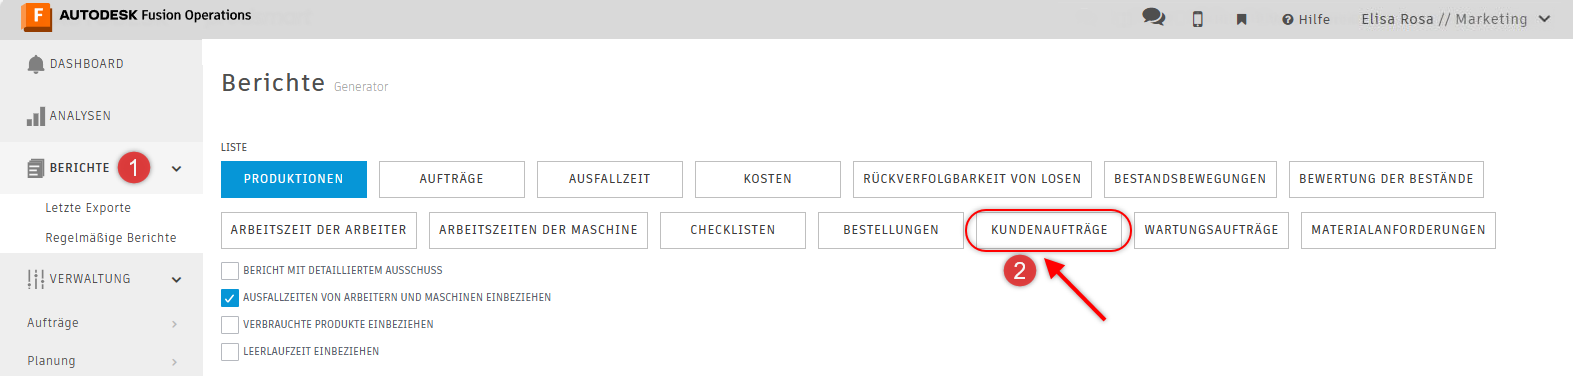 AUTODESK Fusion Operations
Hilfe
Elisa Rosa // Marketing
DASHBOARD
ANALYSEN
BERICHTE 1
Letzte Exporte
Regelmäßige Berichte
VERWALTUNG
Aufträge
Planung
Berichte Generator
LISTE
PRODUKTIONEN AUFTRÄGE AUSFALLZEIT KOSTEN RÜCKVERFOLGBARKEIT VON LOSEN BESTANDSBEWEGUNGEN BEWERTUNG DER BESTÄNDE
ARBEITSZEIT DER ARBEITER ARBEITSZEITEN DER MASCHINE CHECKLISTEN BESTELLUNGEN KUNDENAUFTRÄGE WARTUNGSAUFTRÄGE MATERIALANFORDERUNGEN
2
BERICHT MIT DETAILLIERTEM AUSSCHUSS
AUSFALLZEITEN VON ARBEITERN UND MASCHINEN EINBEZIEHEN
VERBRAUCHTE PRODUKTE EINBEZIEHEN
LEERLAUFZEIT EINBEZIEHEN